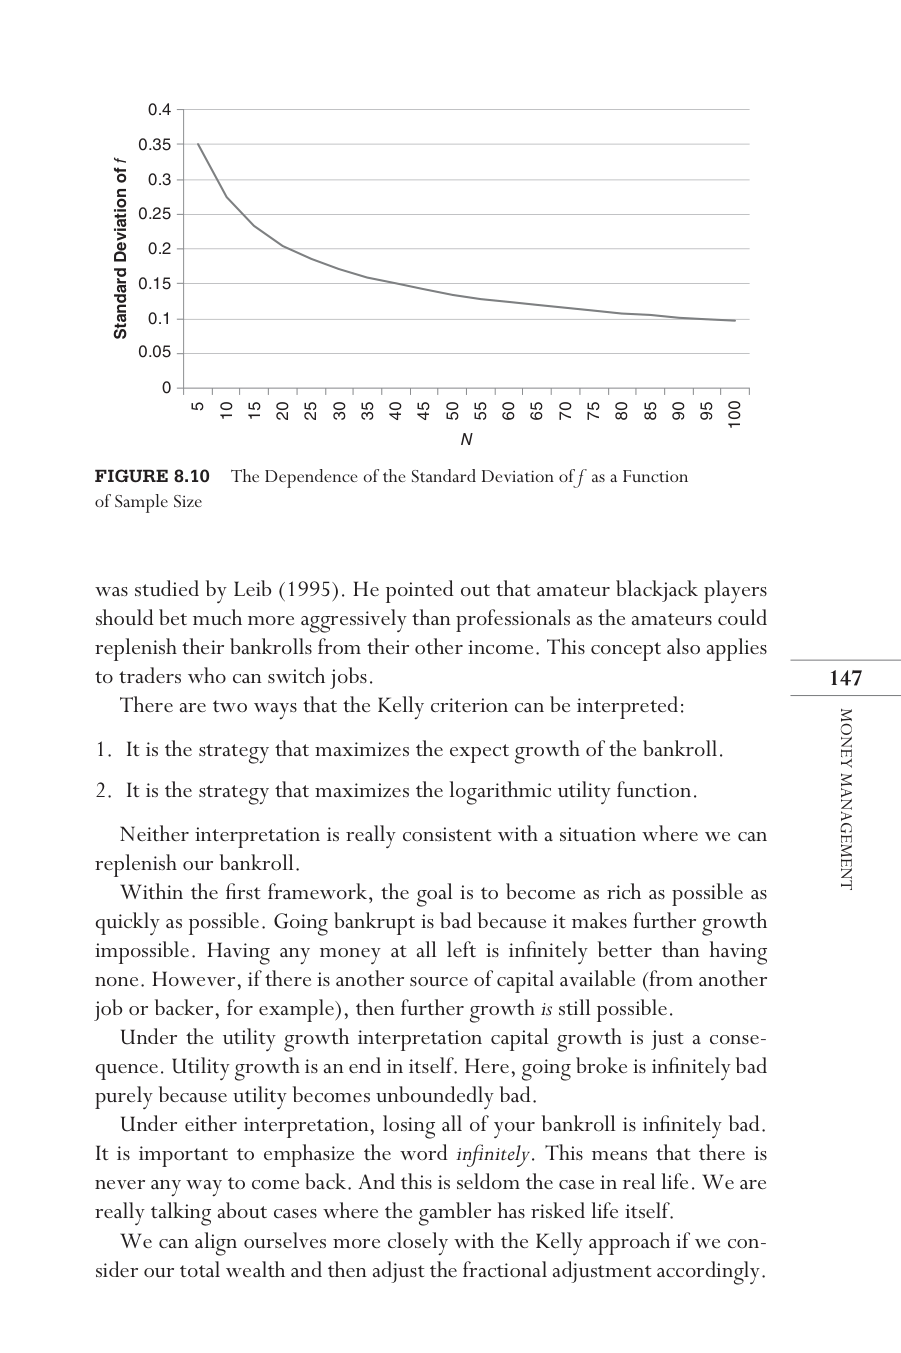 0.4
0.35
0.3
0.25
0.2
0.15
0.1
0.05
0
Standard Deviation of f
5 10 15 20 25 30 35 40 45 50 55 60 65 70 75 80 85 90 95 100
N
FIGURE 8.10 The Dependence of the Standard Deviation of f as a Function
of Sample Size
was studied by Leib (1995). He pointed out that amateur blackjack players
should bet much more aggressively than professionals as the amateurs could
replenish their bankrolls from their other income. This concept also applies
to traders who can switch jobs.
There are two ways that the Kelly criterion can be interpreted:
1. It is the strategy that maximizes the expect growth of the bankroll.
2. It is the strategy that maximizes the logarithmic utility function.
Neither interpretation is really consistent with a situation where we can
replenish our bankroll.
Within the first framework, the goal is to become as rich as possible as
quickly as possible. Going bankrupt is bad because it makes further growth
impossible. Having any money at all left is infinitely better than having
none. However, if there is another source of capital available (from another
job or backer, for example), then further growth is still possible.
Under the utility growth interpretation capital growth is just a conse-
quence. Utility growth is an end in itself. Here, going broke is infinitely bad
purely because utility becomes unboundedly bad.
Under either interpretation, losing all of your bankroll is infinitely bad.
It is important to emphasize the word infinitely. This means that there is
never any way to come back. And this is seldom the case in real life. We are
really talking about cases where the gambler has risked life itself.
We can align ourselves more closely with the Kelly approach if we con-
sider our total wealth and then adjust the fractional adjustment accordingly.
147
MONEY MANAGEMENT